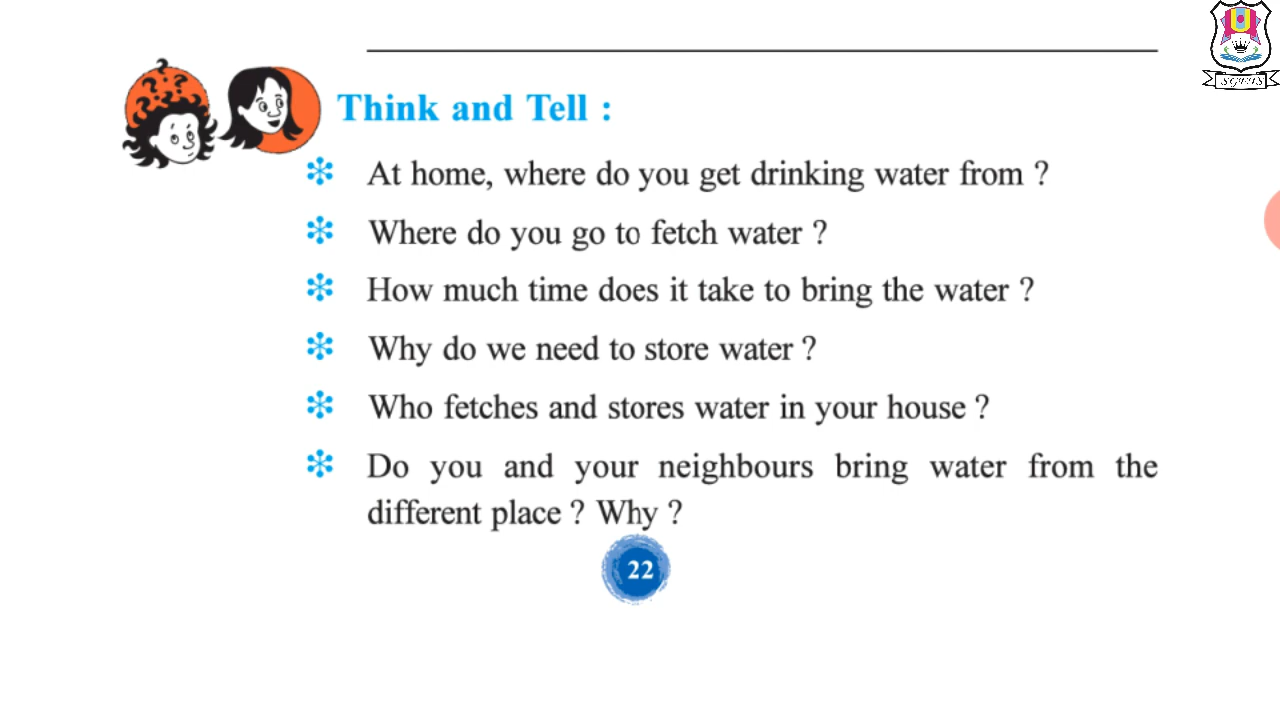 Think and Tell :
At home, where do you get drinking water from ?
Where do you go to fetch water ?
How much time does it take to bring the water ?
Why do we need to store water ?
Who fetches and stores water in your house ?
Do you and your neighbours bring water from the
different place ? Why ?
22